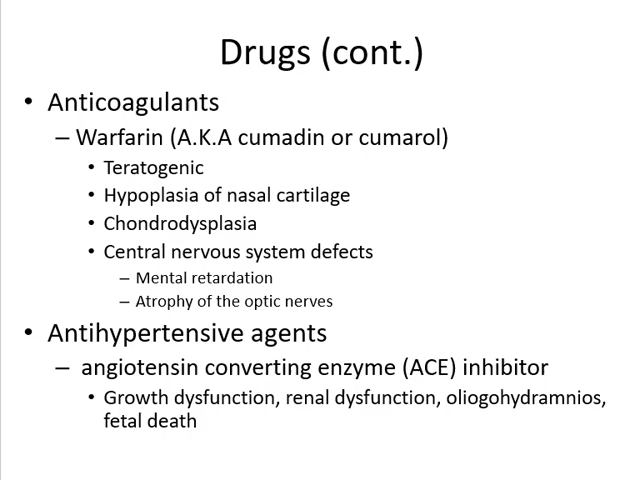 Drugs (cont.)
• Anticoagulants
– Warfarin (A.K.A cumadin or cumarol)
• Teratogenic
• Hypoplasia of nasal cartilage
• Chondrodysplasia
• Central nervous system defects
– Mental retardation
– Atrophy of the optic nerves
• Antihypertensive agents
– angiotensin converting enzyme (ACE) inhibitor
• Growth dysfunction, renal dysfunction, oliogohydramnios,
fetal death